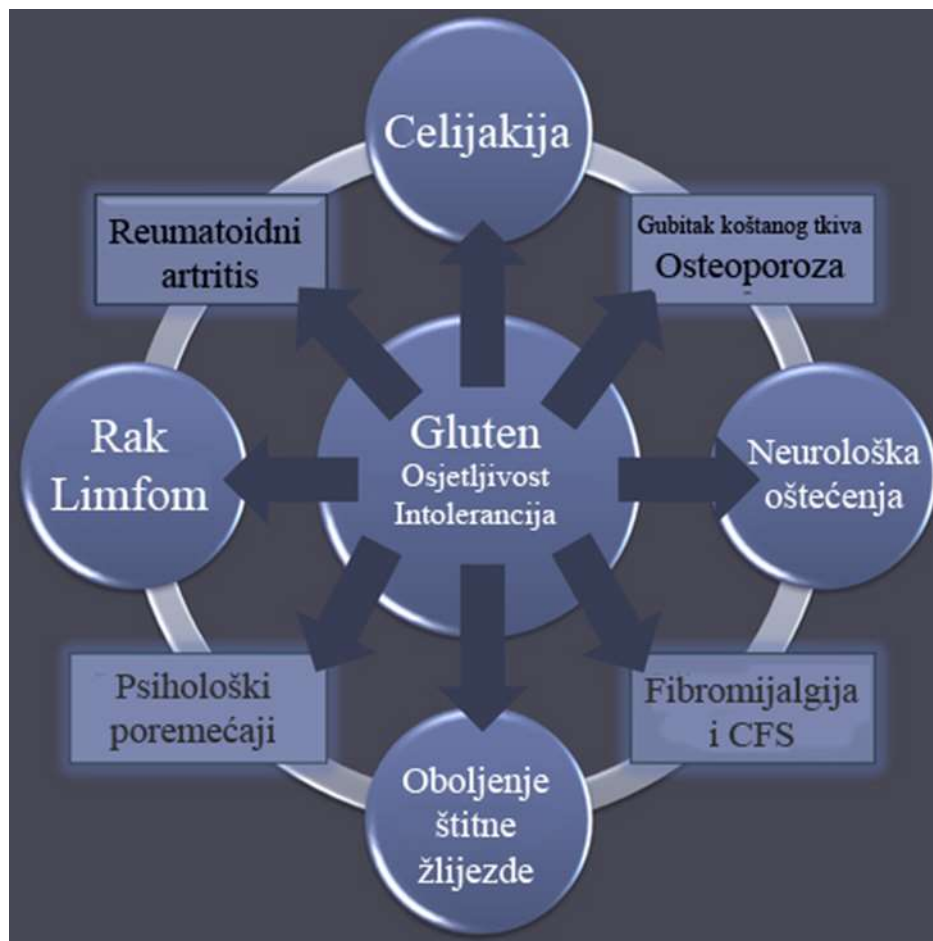 Celijakija
Reumatoidni
artritis
Gubitak koštanog tkiva
Osteoporoza
Rak
Limfom
Gluten
Osjetljivost
Intolerancija
Neurološka
oštećenja
Psihološki
poremećaji
Fibromijalgija
i CFS
Oboljenje
štitne
žlijezde